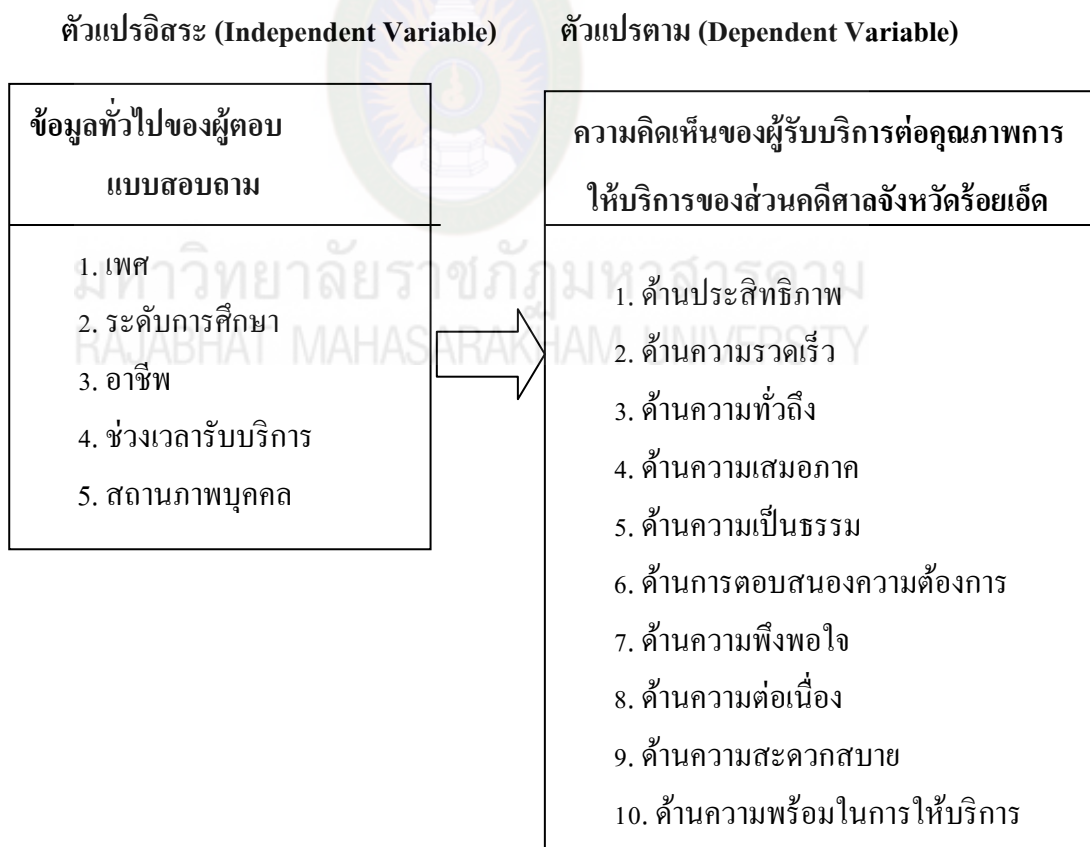 ตัวแปรอิสระ (Independent Variable) ตัวแปรตาม (Dependent Variable)
ข้อมูลทั่วไปของผู้ตอบ
แบบสอบถาม
1. เพศ
2. ระดับการศึกษา
3. อาชีพ
4. ช่วงเวลารับบริการ
5. สถานภาพบุคคล
ความคิดเห็นของผู้รับบริการต่อคุณภาพการ
ให้บริการของส่วนคดีศาลจังหวัดร้อยเอ็ด
1. ด้านประสิทธิภาพ
2. ด้านความรวดเร็ว
3. ด้านความทั่วถึง
4. ด้านความเสมอภาค
5. ด้านความเป็นธรรม
6. ด้านการตอบสนองความต้องการ
7. ด้านความพึงพอใจ
8. ด้านความต่อเนื่อง
9. ด้านความสะดวกสบาย
10. ด้านความพร้อมในการให้บริการ
มหาวิทยาลัยราชภัฏมหาสารคาม
RAJABHAT MAHASARAKHAM UNIVERSITY